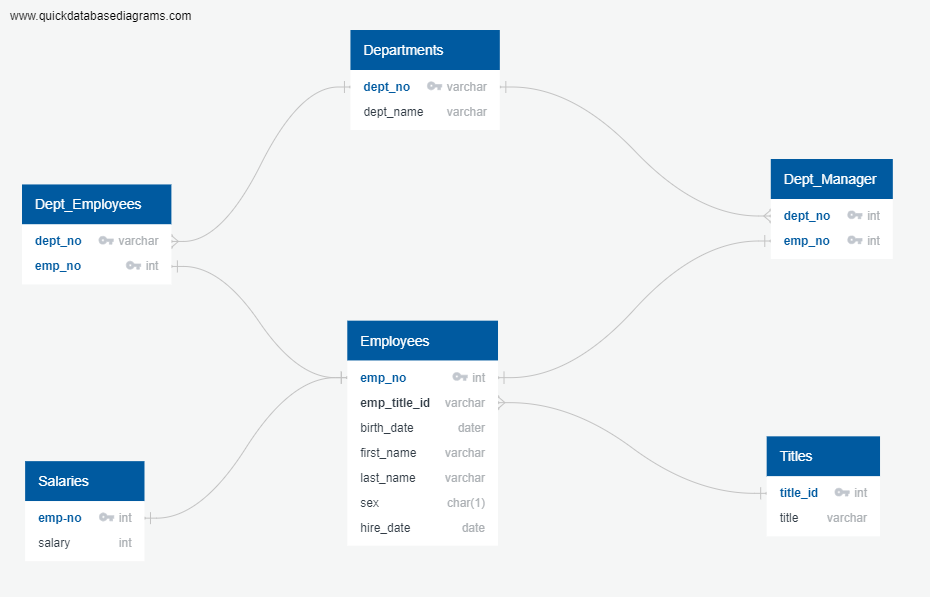 www.quickdatabasediagrams.com
Departments
dept_no varchar
dept_name varchar
Dept_Manager
dept_no int
emp_no int
Dept_Employees
dept_no varchar
emp_no int
Employees
emp_no int
emp_title_id varchar
birth_date dater
first_name varchar
last_name varchar
sex char(1)
hire_date date
Titles
title_id int
title varchar
Salaries
emp-no int
salary int